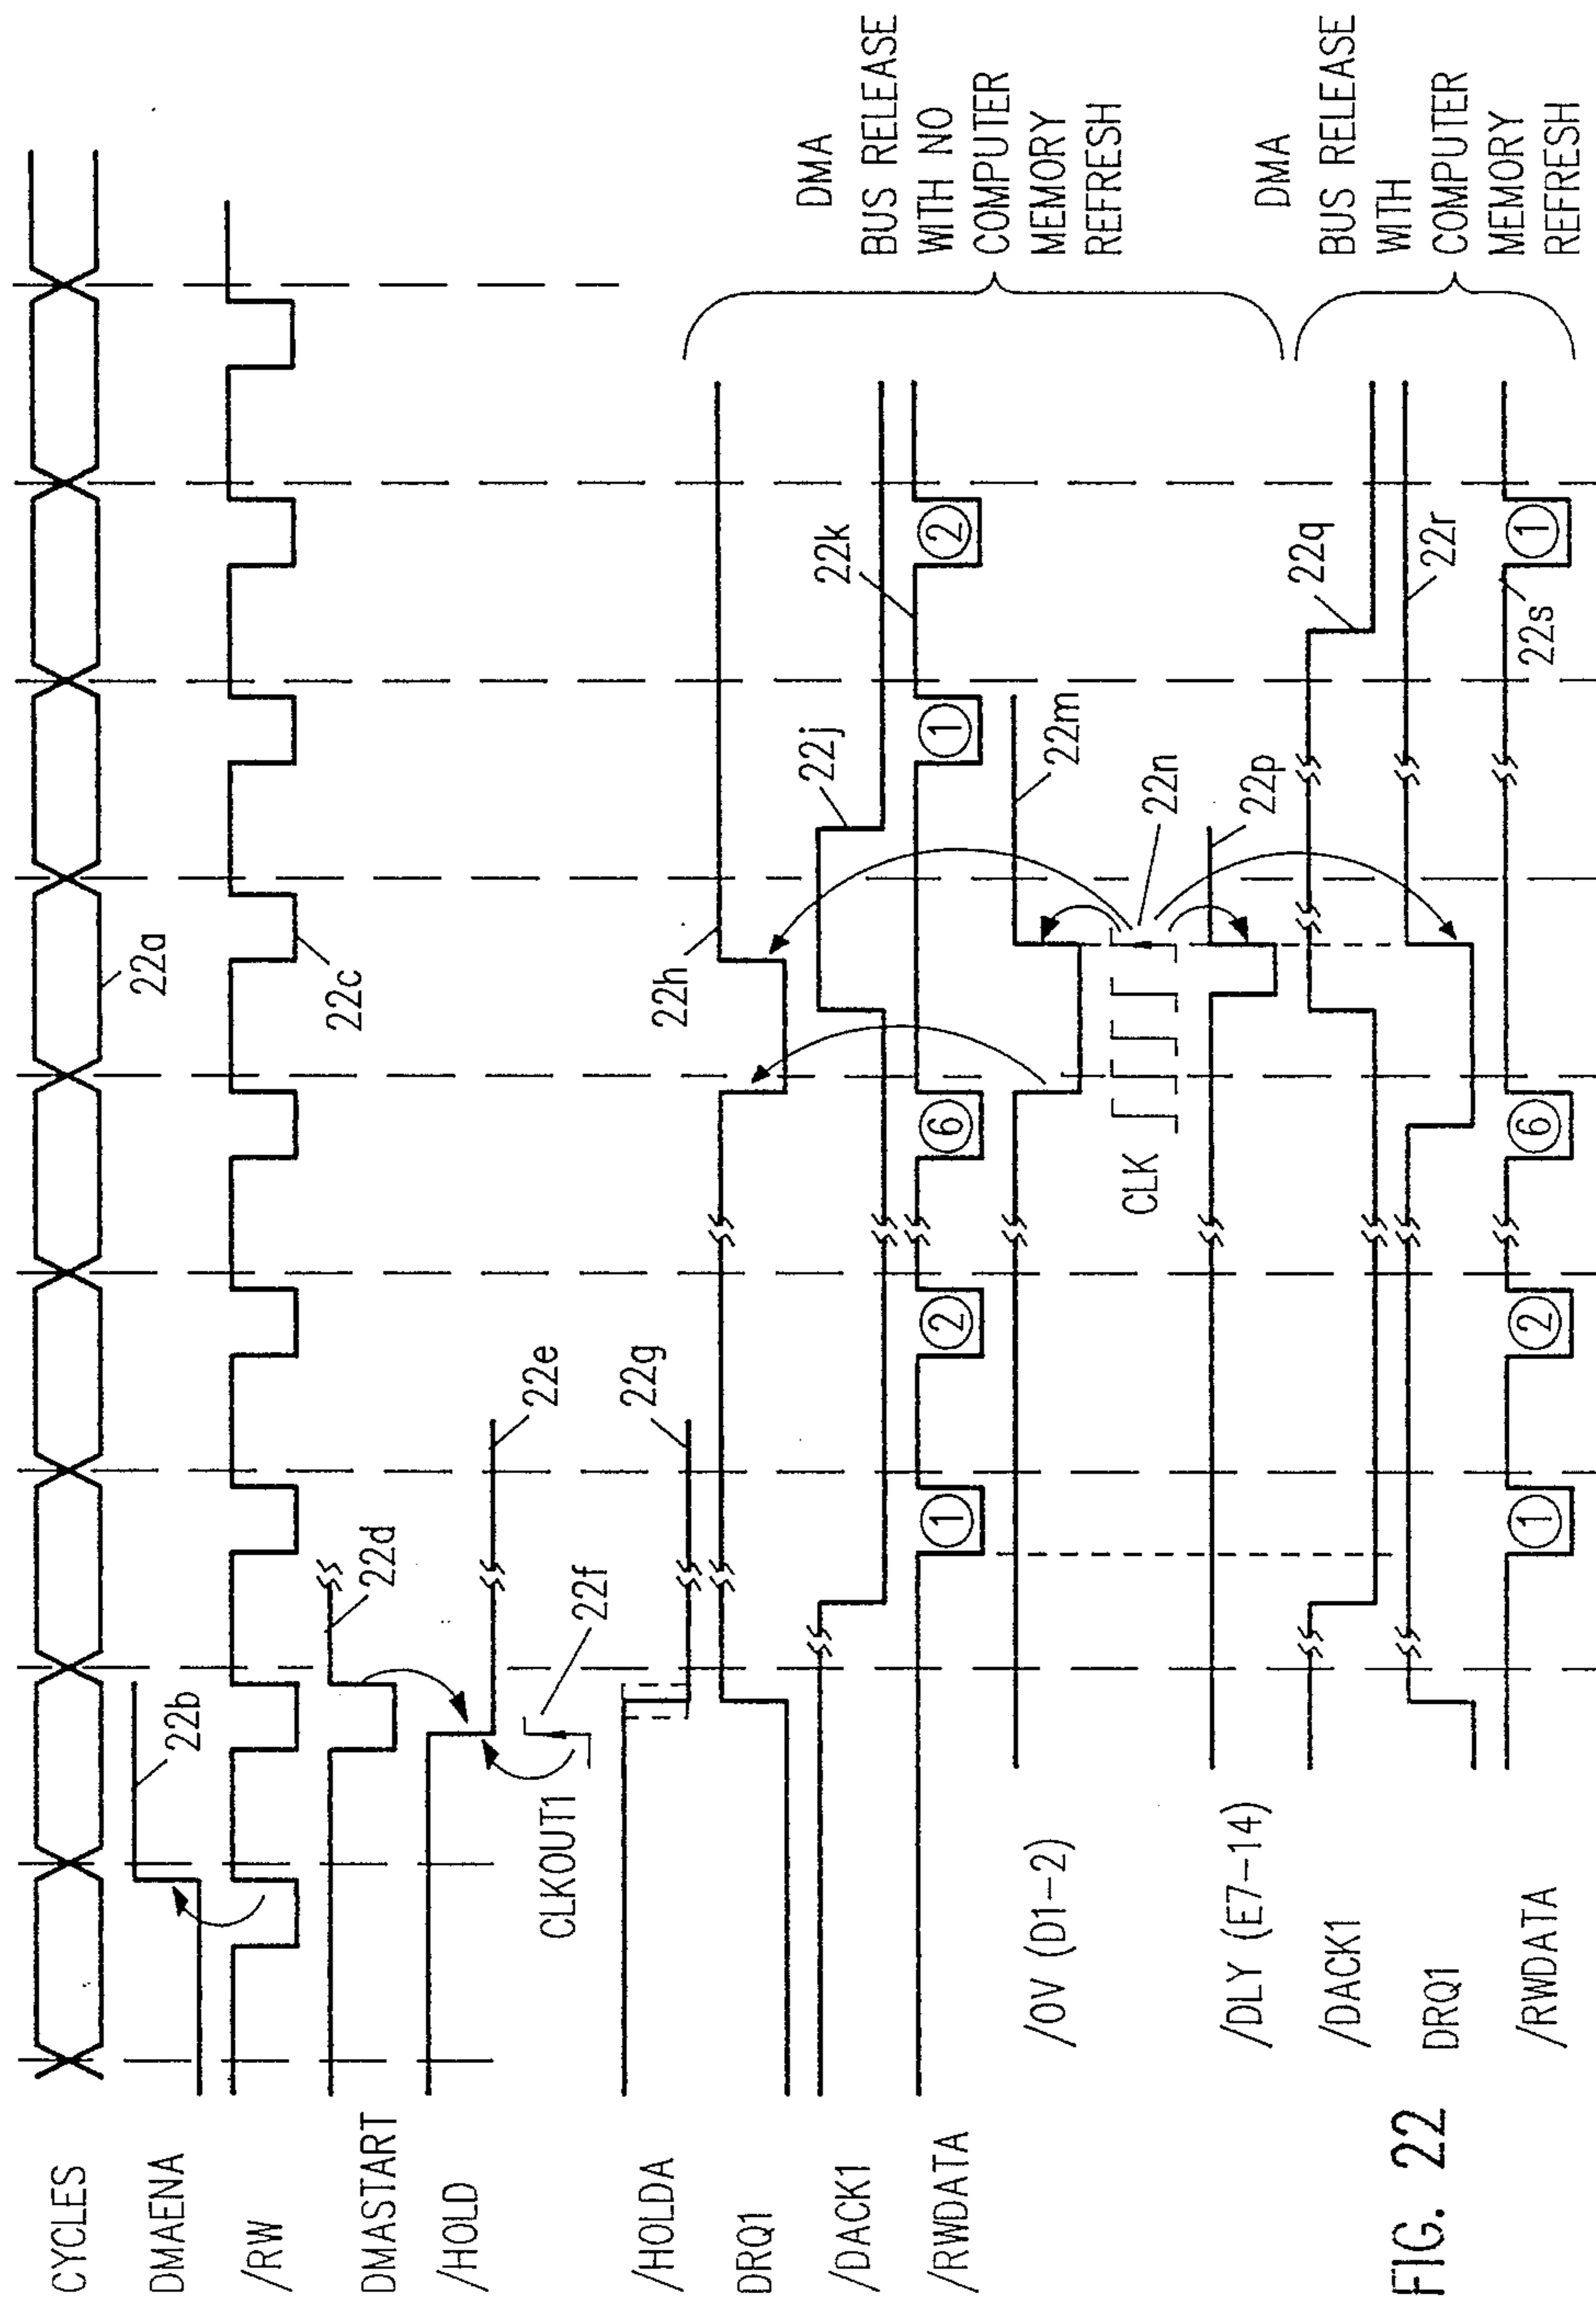 CYCLES
22a
DMAENA
22b
/RW
22c
DMASTART
22d
/HOLD
22e
CLKOUT1
22f
/HOLDA
22g
DRQ1
22h
/DACK1
22j
/RWDATA
1
2
6
1
2
22k
DMA
BUS RELEASE
WITH NO
COMPUTER
MEMORY
REFRESH
/OV (D1-2)
22m
CLK
22n
/DLY (E7-14)
22p
/DACK1
22q
DRQ1
22r
/RWDATA
1
2
6
1
22s
DMA
BUS RELEASE
WITH
COMPUTER
MEMORY
REFRESH
FIG. 22